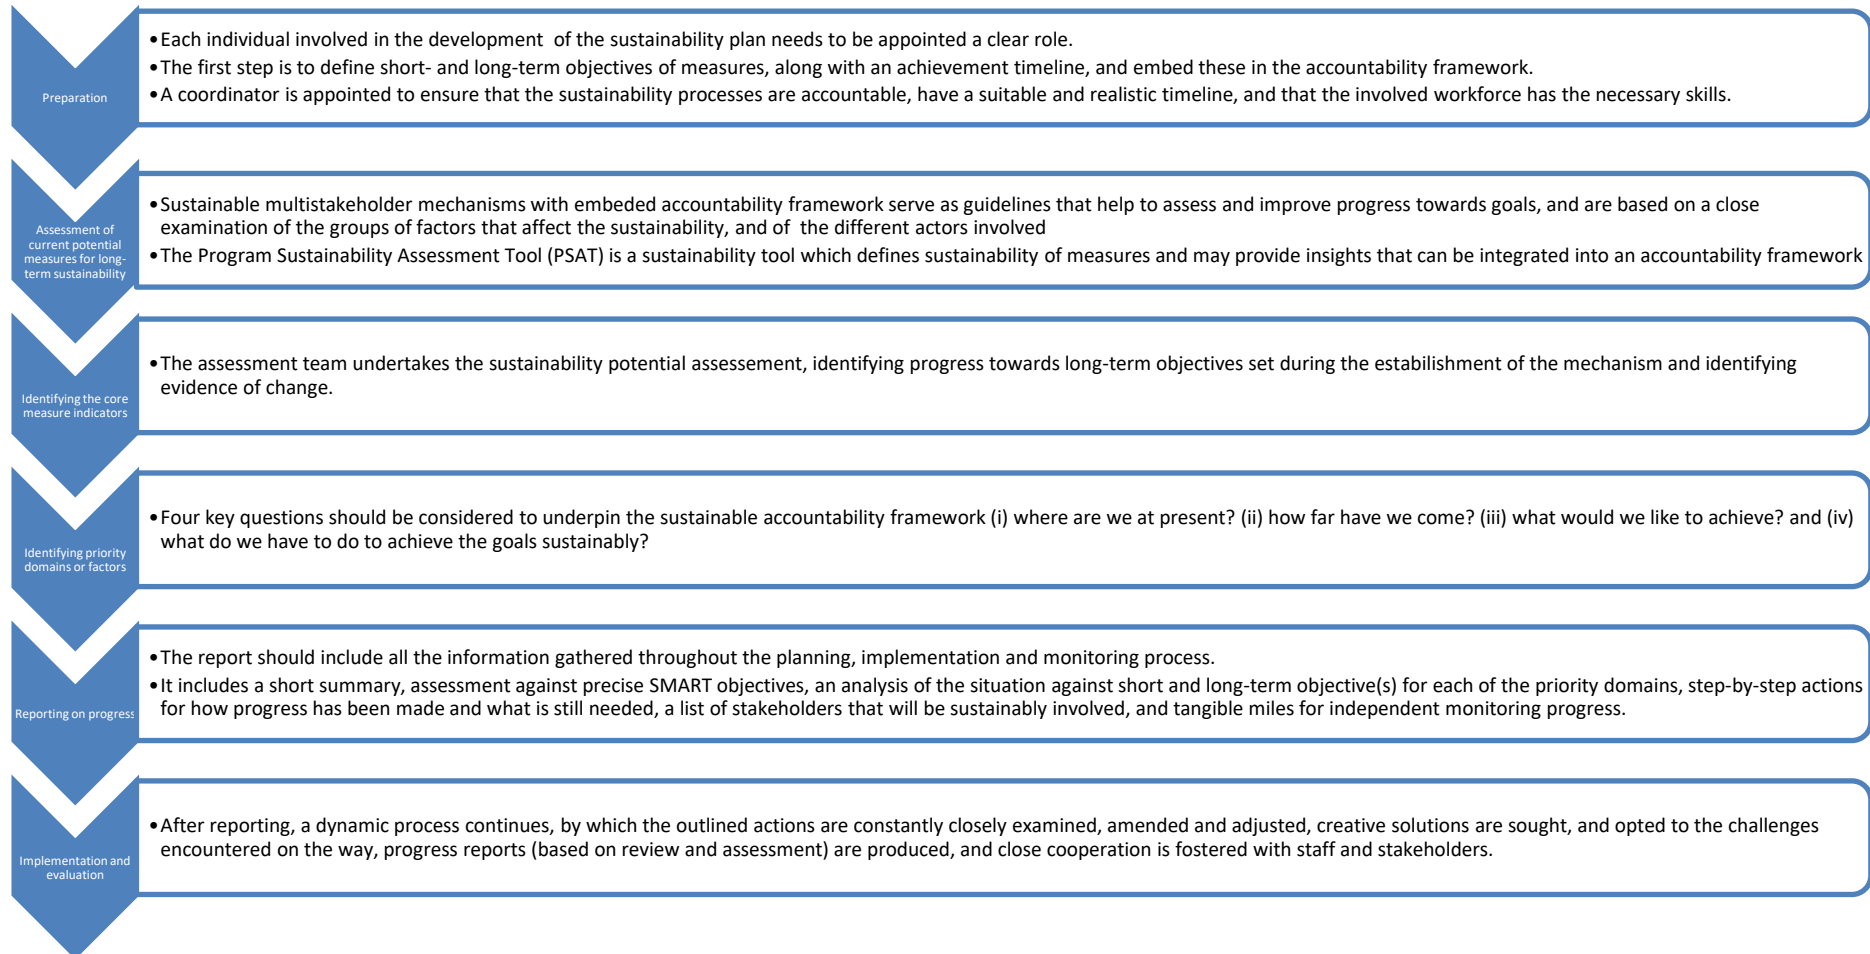 Preparation
•Each individual involved in the development  of the sustainability plan needs to be appointed a clear role.
•The first step is to define short- and long-term objectives of measures, along with an achievement timeline, and embed these in the accountability framework.
•A coordinator is appointed to ensure that the sustainability processes are accountable, have a suitable and realistic timeline, and that the involved workforce has the necessary skills.
Assessment of
current potential
measures for long-
term sustainability
•Sustainable multistakeholder mechanisms with embeded accountability framework serve as guidelines that help to assess and improve progress towards goals, and are based on a close
examination of the groups of factors that affect the sustainability, and of  the different actors involved
•The Program Sustainability Assessment Tool (PSAT) is a sustainability tool which defines sustainability of measures and may provide insights that can be integrated into an accountability framework
Identifying the core
measure indicators
•The assessment team undertakes the sustainability potential assessement, identifying progress towards long-term objectives set during the estabilishment of the mechanism and identifying
evidence of change.
Identifying priority
domains or factors
•Four key questions should be considered to underpin the sustainable accountability framework (i) where are we at present? (ii) how far have we come? (iii) what would we like to achieve? and (iv)
what do we have to do to achieve the goals sustainably?
Reporting on progress
•The report should include all the information gathered throughout the planning, implementation and monitoring process.
•It includes a short summary, assessment against precise SMART objectives, an analysis of the situation against short and long-term objective(s) for each of the priority domains, step-by-step actions
for how progress has been made and what is still needed, a list of stakeholders that will be sustainably involved, and tangible miles for independent monitoring progress.
Implementation and
evaluation
•After reporting, a dynamic process continues, by which the outlined actions are constantly closely examined, amended and adjusted, creative solutions are sought, and opted to the challenges
encountered on the way, progress reports (based on review and assessment) are produced, and close cooperation is fostered with staff and stakeholders.